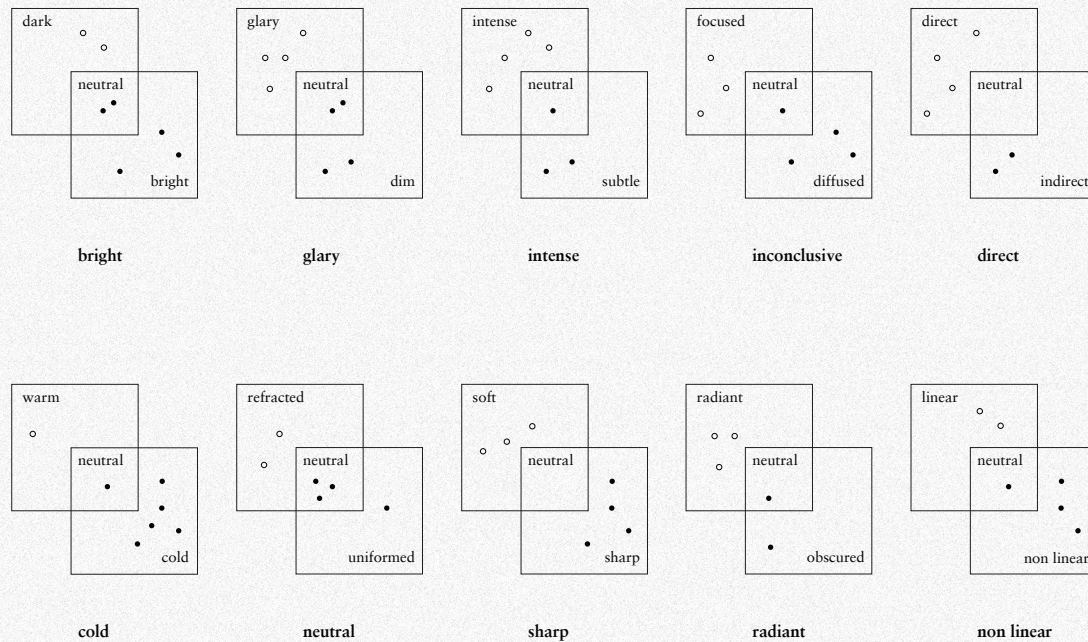 dark
neutral
bright
bright
glary
neutral
dim
glary
intense
neutral
subtle
intense
focused
neutral
diffused
inconclusive
direct
neutral
indirect
direct
warm
neutral
cold
cold
refracted
neutral
uniformed
neutral
soft
neutral
sharp
sharp
radiant
neutral
obscured
radiant
linear
neutral
non linear
non linear